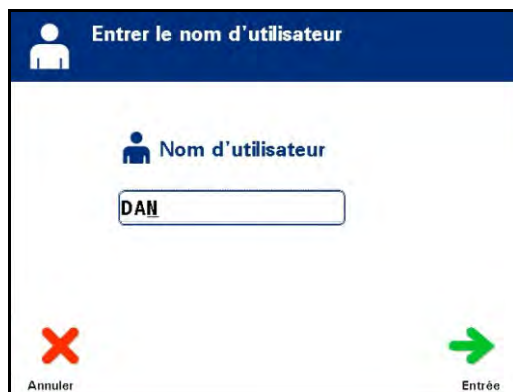 Entrer le nom d'utilisateur
Nom d'utilisateur
DAN
Annuler
Entrée